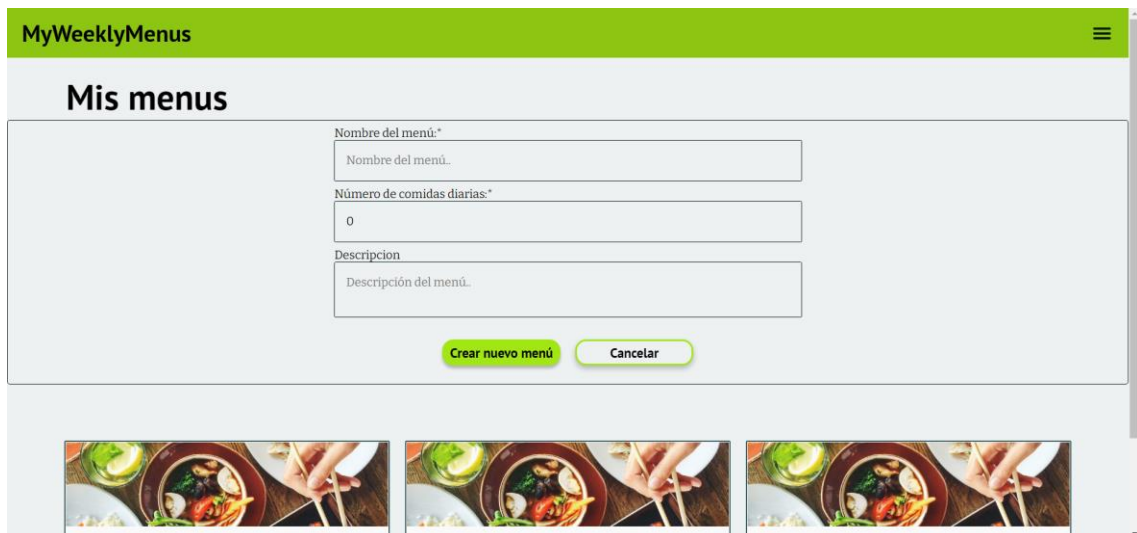 MyWeeklyMenus
Mis menus
Nombre del menú:*
Nombre del menú..
Número de comidas diarias:*
0
Descripcion
Descripción del menú..
Crear nuevo menú
Cancelar